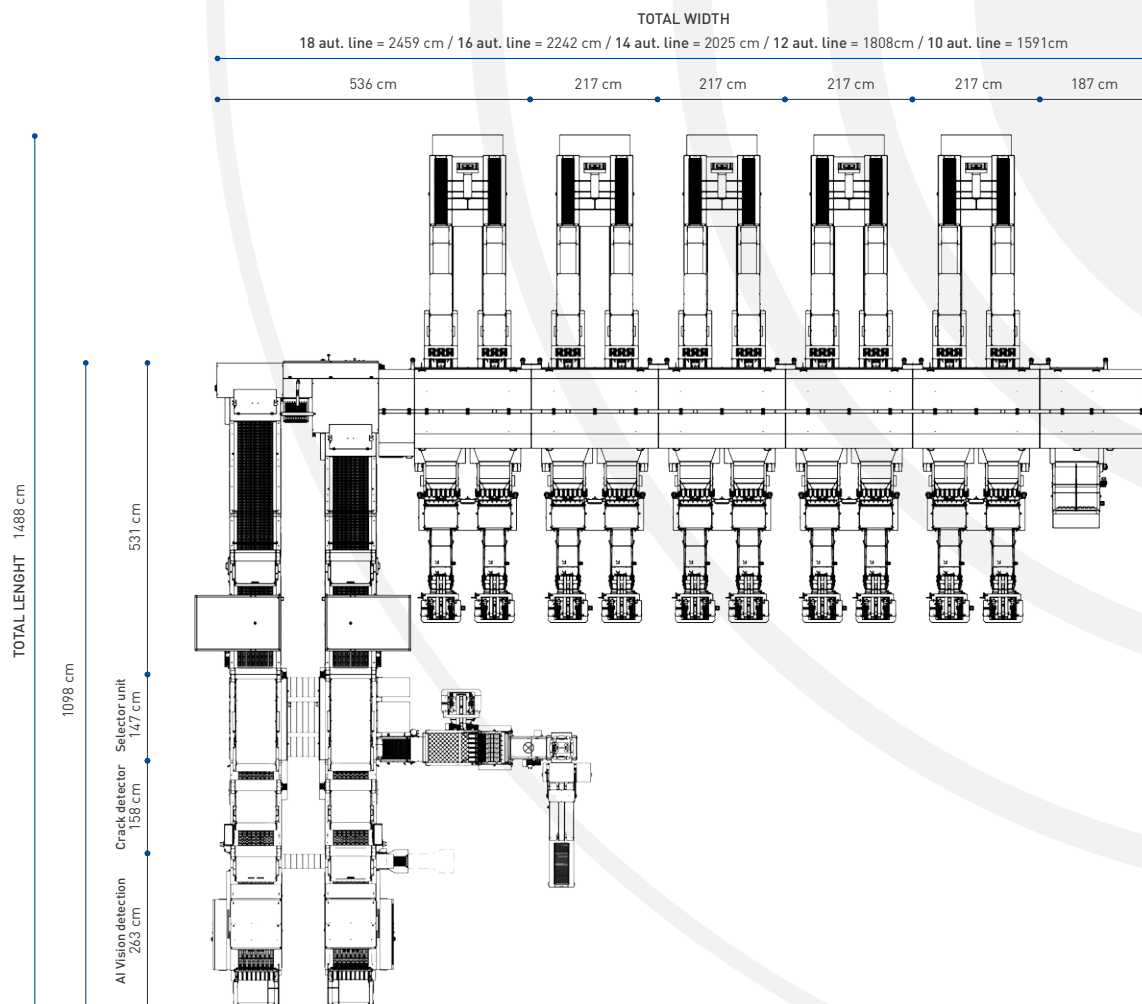 TOTAL WIDTH
18 aut. line = 2459 cm / 16 aut. line = 2242 cm / 14 aut. line = 2025 cm / 12 aut. line = 1808cm / 10 aut. line = 1591cm
536 cm
217 cm
217 cm
217 cm
217 cm
187 cm
TOTAL LENGHT 1488 cm
1098 cm
531 cm
Selector unit
147 cm
Crack detector
158 cm
AI Vision detection
263 cm